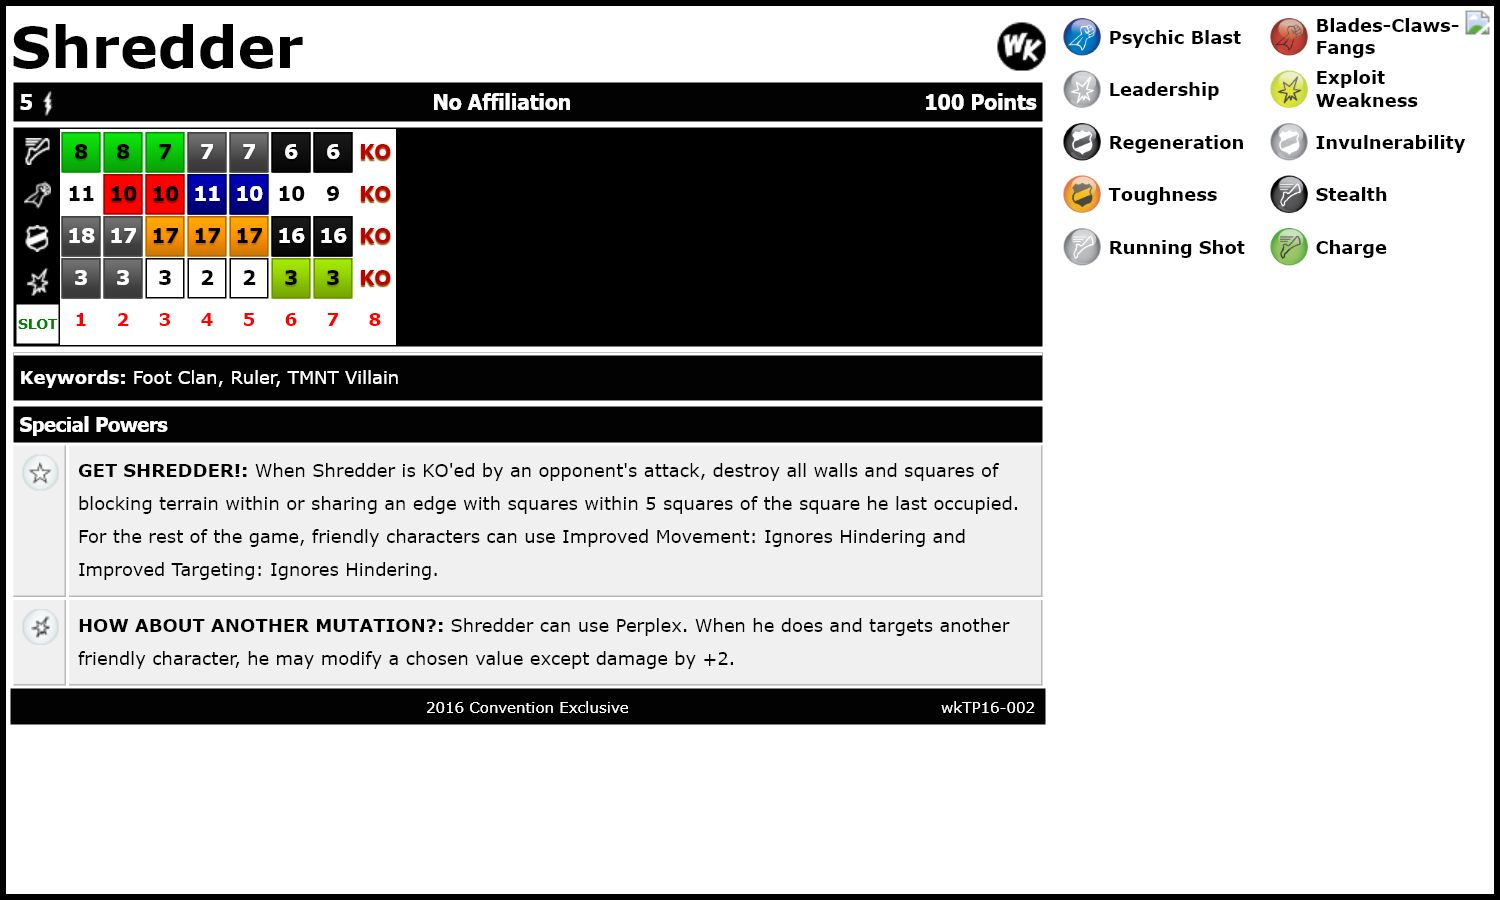 Shredder
WK
5 No Affiliation 100 Points
8 8 7 7 7 6 6 KO
11 10 10 11 10 10 9 KO
18 17 17 17 17 16 16 KO
3 3 3 2 2 3 3 KO
SLOT 1 2 3 4 5 6 7 8
Keywords: Foot Clan, Ruler, TMNT Villain
Special Powers
GET SHREDDER!: When Shredder is KO'ed by an opponent's attack, destroy all walls and squares of
blocking terrain within or sharing an edge with squares within 5 squares of the square he last occupied.
For the rest of the game, friendly characters can use Improved Movement: Ignores Hindering and
Improved Targeting: Ignores Hindering.
HOW ABOUT ANOTHER MUTATION?: Shredder can use Perplex. When he does and targets another
friendly character, he may modify a chosen value except damage by +2.
2016 Convention Exclusive wkTP16-002
Psychic Blast
Blades-Claws-
Fangs
Leadership
Exploit
Weakness
Regeneration
Invulnerability
Toughness
Stealth
Running Shot
Charge